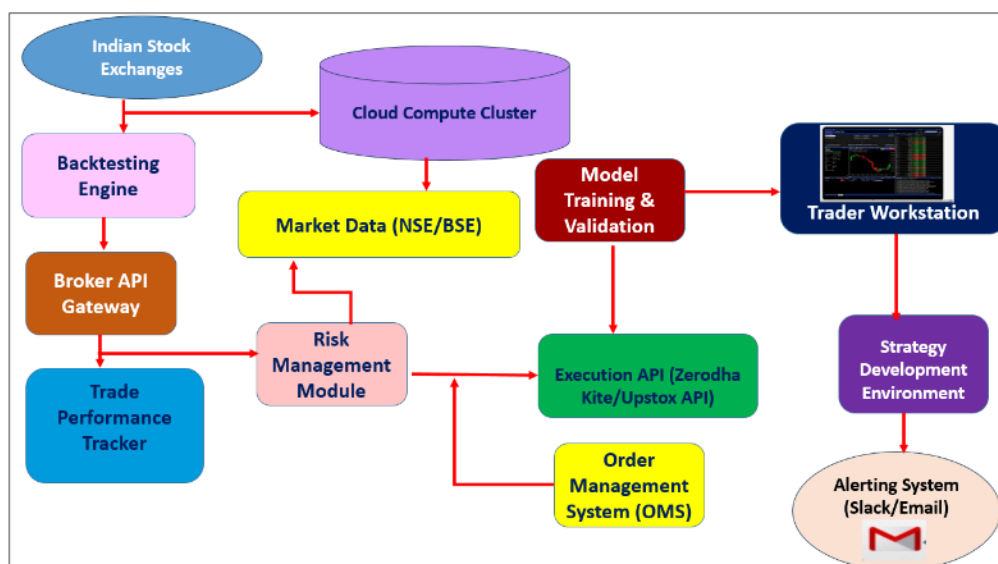 Indian Stock
Exchanges
Cloud Compute Cluster
Backtesting
Engine
Model
Training &
Validation
Trader Workstation
Market Data (NSE/BSE)
Broker API
Gateway
Risk
Management
Module
Execution API (Zerodha
Kite/Upstox API)
Strategy
Development
Environment
Trade
Performance
Tracker
Order
Management
System (OMS)
Alerting System
(Slack/Email)